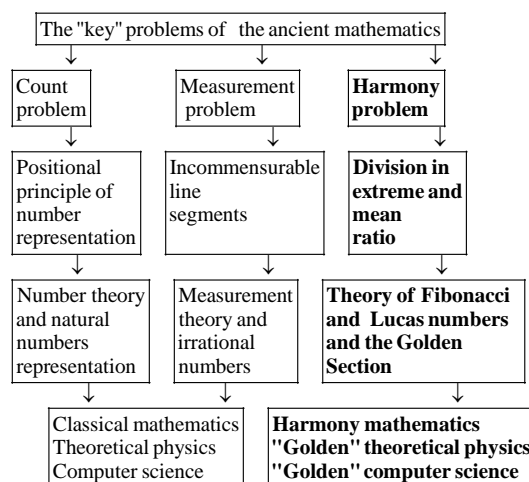 The "key" problems of the ancient mathematics
Count
problem
Measurement
problem
Harmony
problem
Positional
principle of
number
representation
Incommensurable
line
segments
Division in
extreme and
mean
ratio
Number theory
and natural
numbers
representation
Measurement
theory and
irrational
numbers
Theory of Fibonacci
and Lucas numbers
and the Golden
Section
Classical mathematics
Theoretical physics
Computer science
Harmony mathematics
"Golden" theoretical physics
"Golden" computer science